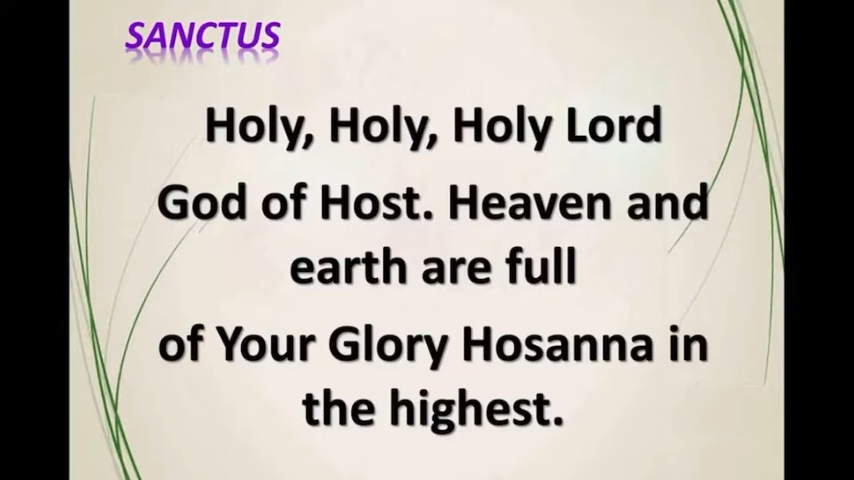 SANCTUS
Holy, Holy, Holy Lord
God of Host. Heaven and
earth are full
of Your Glory Hosanna in
the highest.